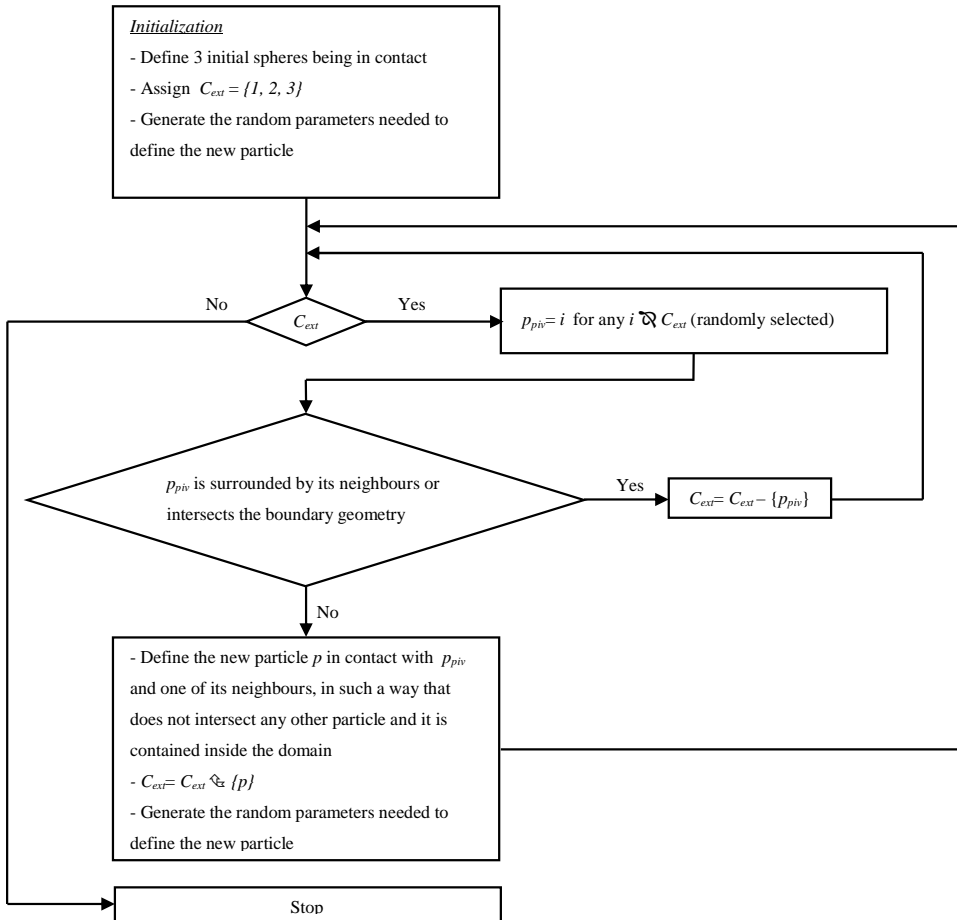 Initialization
- Define 3 initial spheres being in contact
- Assign C_ext = {1, 2, 3}
- Generate the random parameters needed to
define the new particle
No
C_ext
Yes
p_piv= i for any i C_ext (randomly selected)
p_piv is surrounded by its neighbours or
intersects the boundary geometry
Yes
C_ext= C_ext – {p_piv}
No
- Define the new particle p in contact with p_piv
and one of its neighbours, in such a way that
does not intersect any other particle and it is
contained inside the domain
- C_ext= C_ext {p}
- Generate the random parameters needed to
define the new particle
Stop